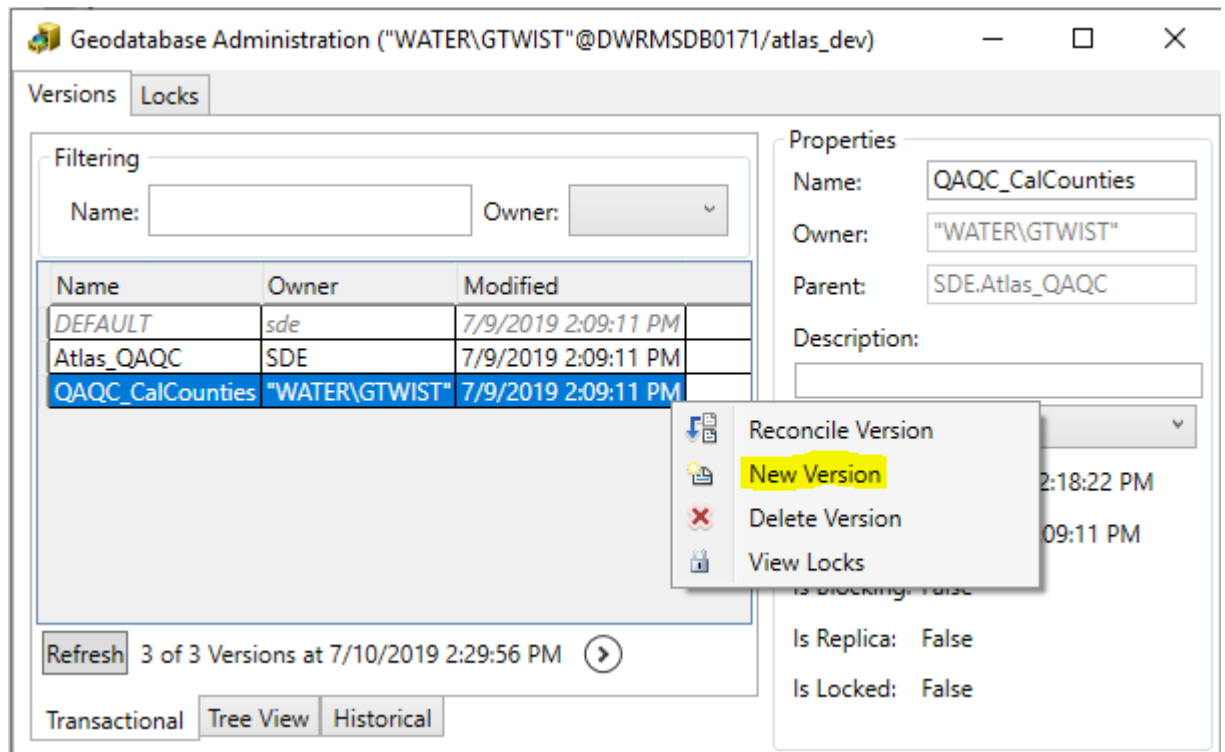 Geodatabase Administration ("WATER\GTWIST"@DWRMSDB0171/atlas_dev)
Versions Locks
Filtering
Name: Owner:
Name Owner Modified
DEFAULT sde 7/9/2019 2:09:11 PM
Atlas_QAQC SDE 7/9/2019 2:09:11 PM
QAQC_CalCounties "WATER\GTWIST" 7/9/2019 2:09:11 PM
Refresh 3 of 3 Versions at 7/10/2019 2:29:56 PM
Transactional Tree View Historical
Properties
Name: QAQC_CalCounties
Owner: "WATER\GTWIST"
Parent: SDE.Atlas_QAQC
Description:
Reconcile Version
New Version
Delete Version
View Locks
2:18:22 PM
09:11 PM
Is Blocking: False
Is Replica: False
Is Locked: False